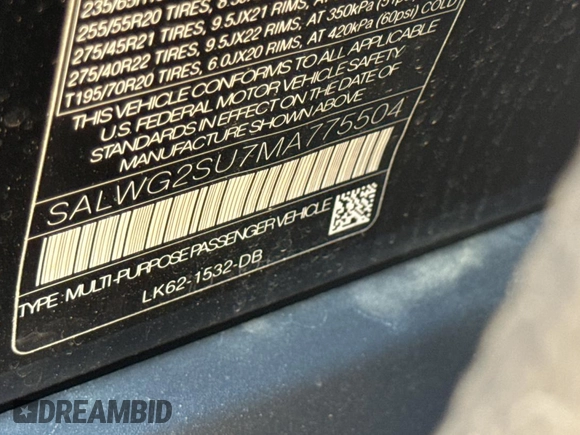 255/55R20 TIRES, 8.5J
275/45R21 TIRES, 9.5JX21 RIMS, AT 350kPa (51p
275/40R22 TIRES, 9.5JX22 RIMS, AT
T195/70R20 TIRES, 6.0JX20 RIMS, AT 420kPa (60psi) COLD
THIS VEHICLE CONFORMS TO ALL APPLICABLE
U.S. FEDERAL MOTOR VEHICLE SAFETY
STANDARDS IN EFFECT ON THE DATE OF
MANUFACTURE SHOWN ABOVE
SALWG2SU7MA775504
TYPE: MULTI-PURPOSE PASSENGER VEHICLE
LK62-1532-DB
DREAMBID